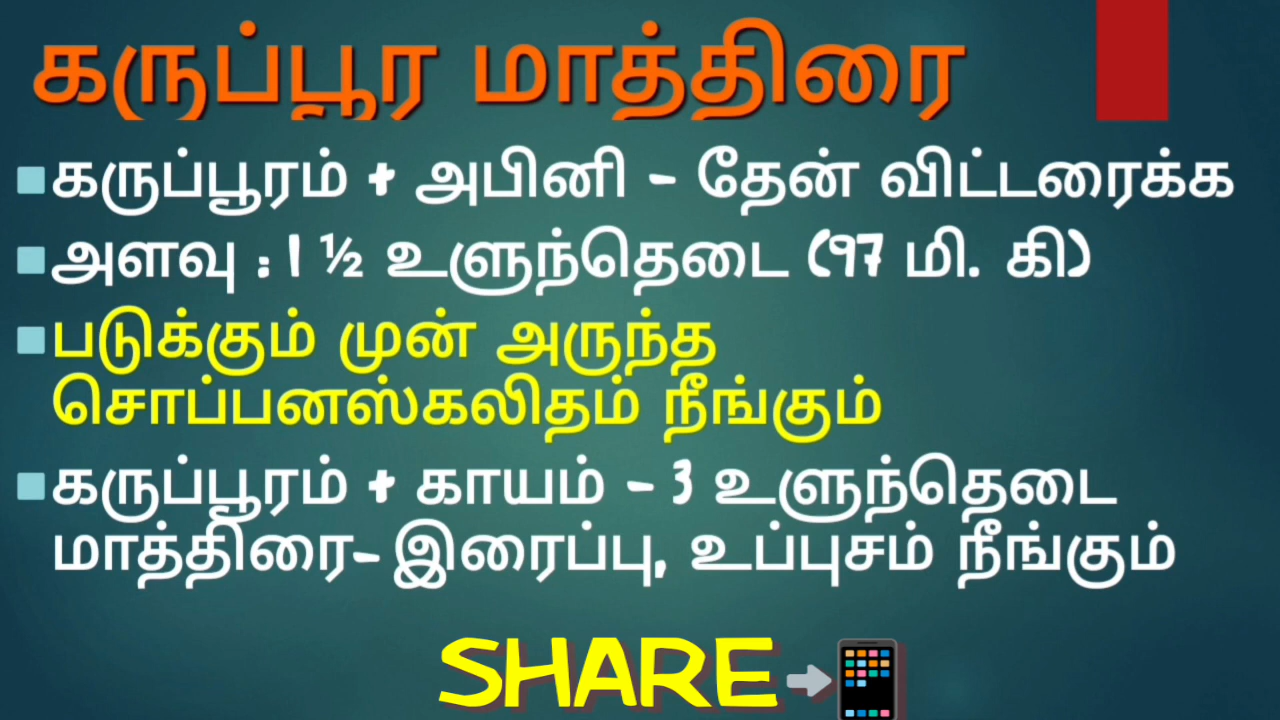 கருப்பூர மாத்திரை
கருப்பூரம் + அபினி - தேன் விட்டரைக்க
அளவு : 1 ½ உளுந்தெடை (97 மி. கி)
படுக்கும் முன் அருந்த
சொப்பனஸ்கலிதம் நீங்கும்
கருப்பூரம் + காயம் - 3 உளுந்தெடை
மாத்திரை- இரைப்பு, உப்புசம் நீங்கும்
SHARE